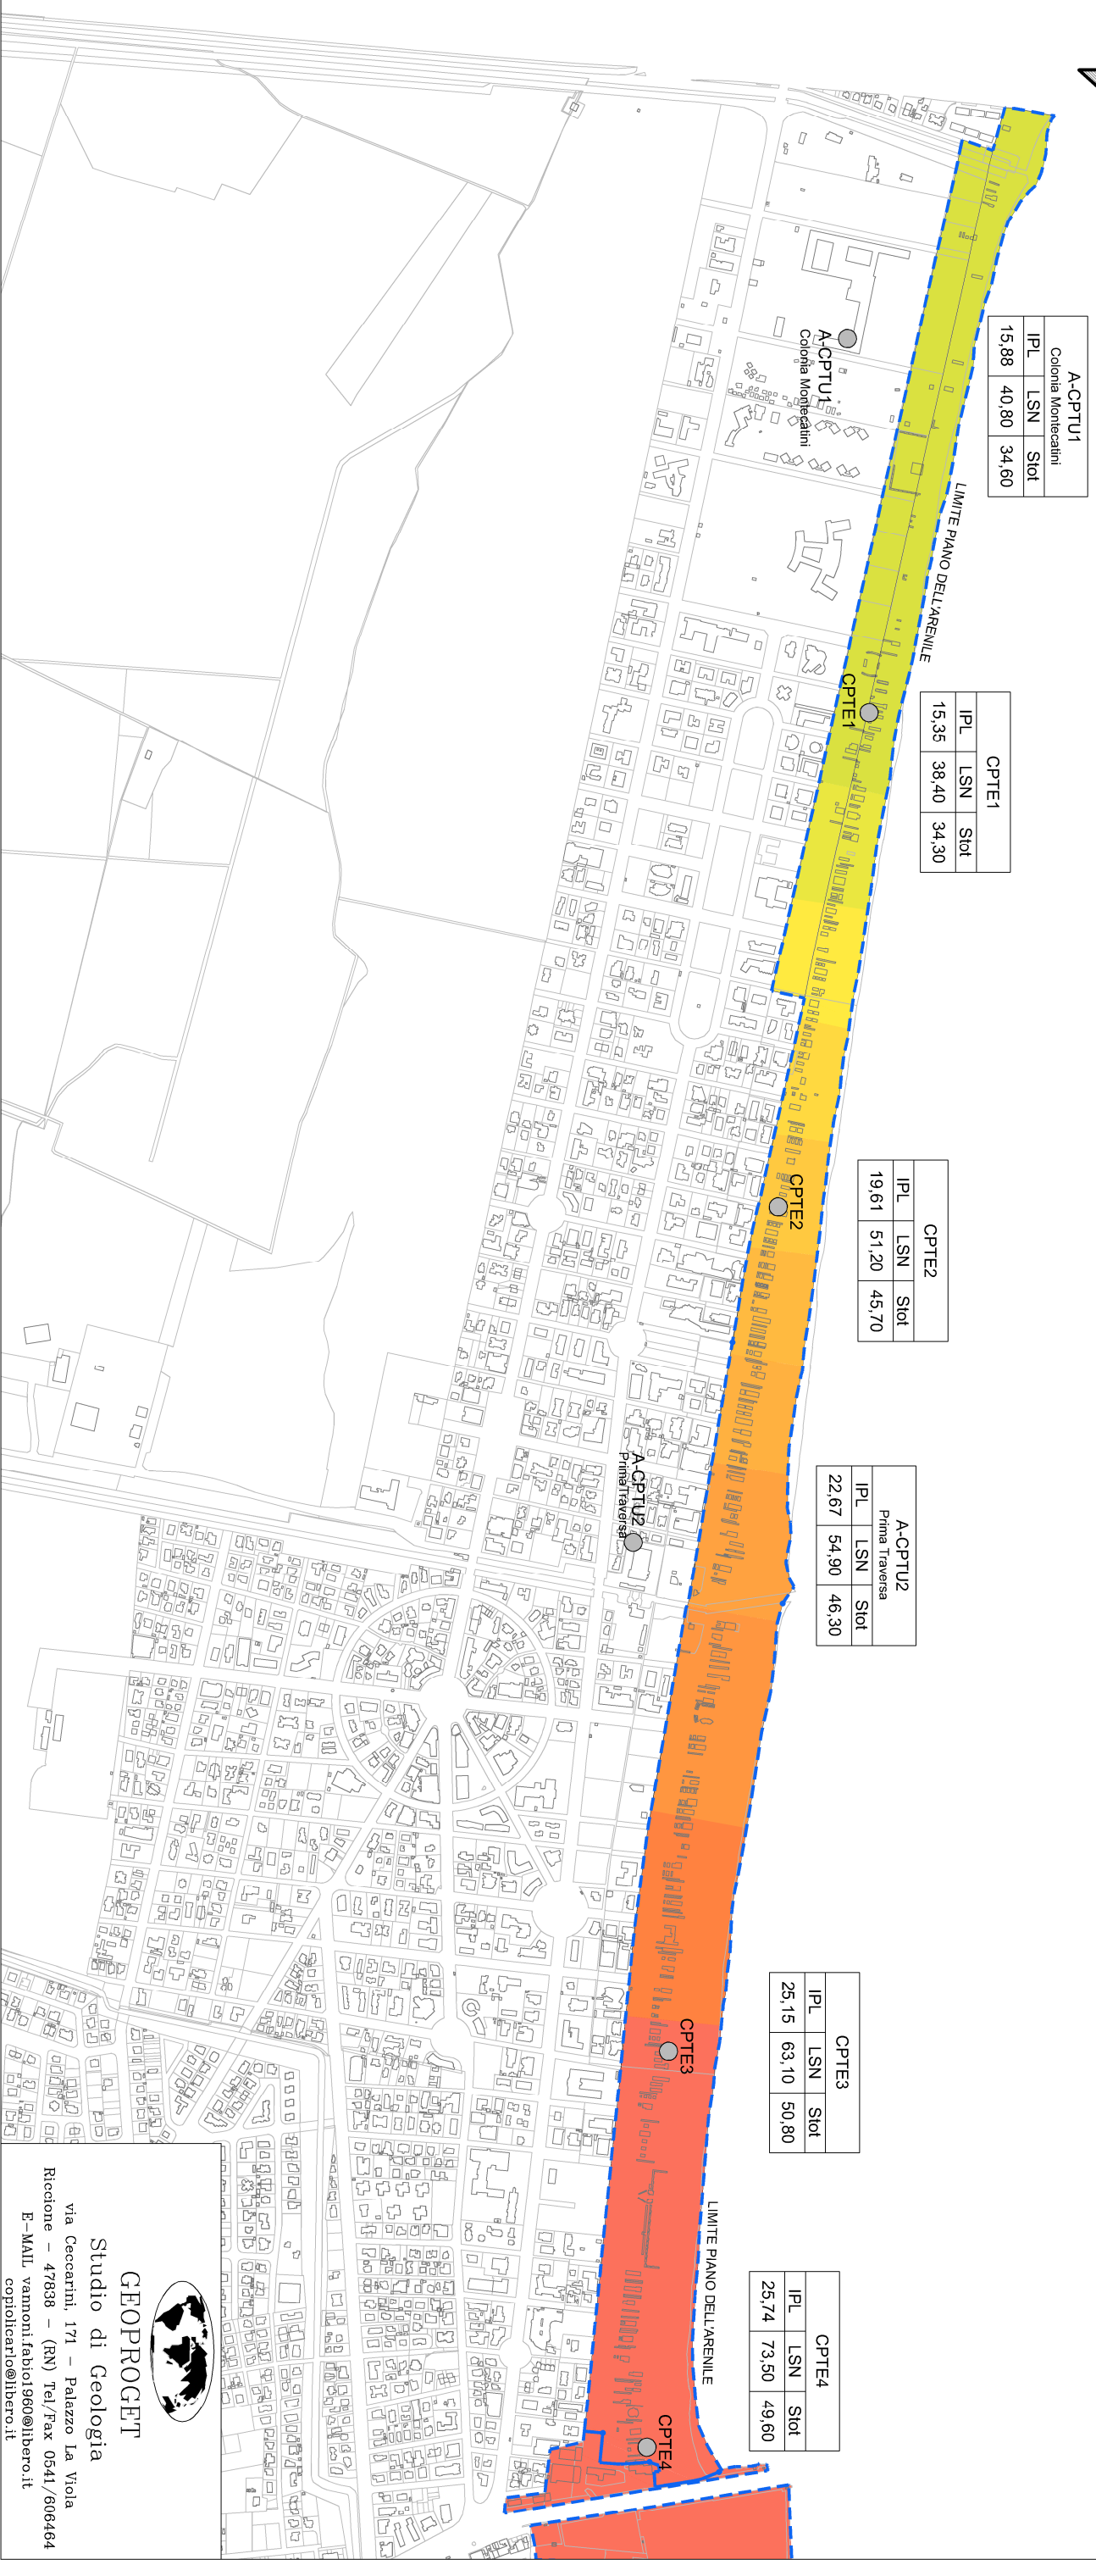 A-CPTU1
Colonia Montecatini
IPL LSN Stot
15,88 40,80 34,60
A-CPTU1
Colonia Montecatini
LIMITE PIANO DELL'ARENILE
CPTE1
IPL LSN Stot
15,35 38,40 34,30
CPTE1
CPTE2
IPL LSN Stot
19,61 51,20 45,70
CPTE2
A-CPTU2
Prima Traversa
IPL LSN Stot
22,67 54,90 46,30
A-CPTU2
Prima Traversa
CPTE3
IPL LSN Stot
25,15 63,10 50,80
CPTE3
LIMITE PIANO DELL'ARENILE
CPTE4
IPL LSN Stot
25,74 73,50 49,60
CPTE4
GEOPROGET
Studio di Geologia
via Ceccarini, 171 - Palazzo La Viola
Riccione - 47838 - (RN) Tel/Fax 0541/606464
E-MAIL vannoni.fabio1960@libero.it
copiolicarlo@libero.it